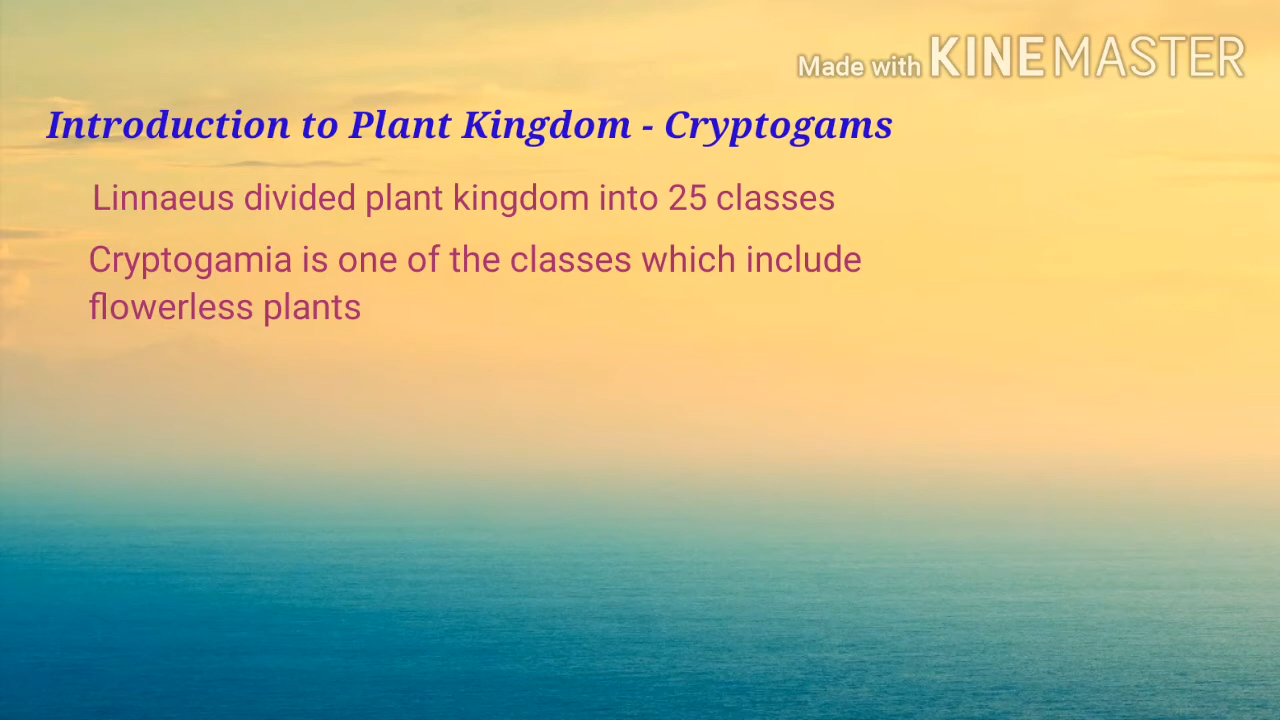 Made with KINEMASTER
Introduction to Plant Kingdom - Cryptogams
Linnaeus divided plant kingdom into 25 classes
Cryptogamia is one of the classes which include
flowerless plants